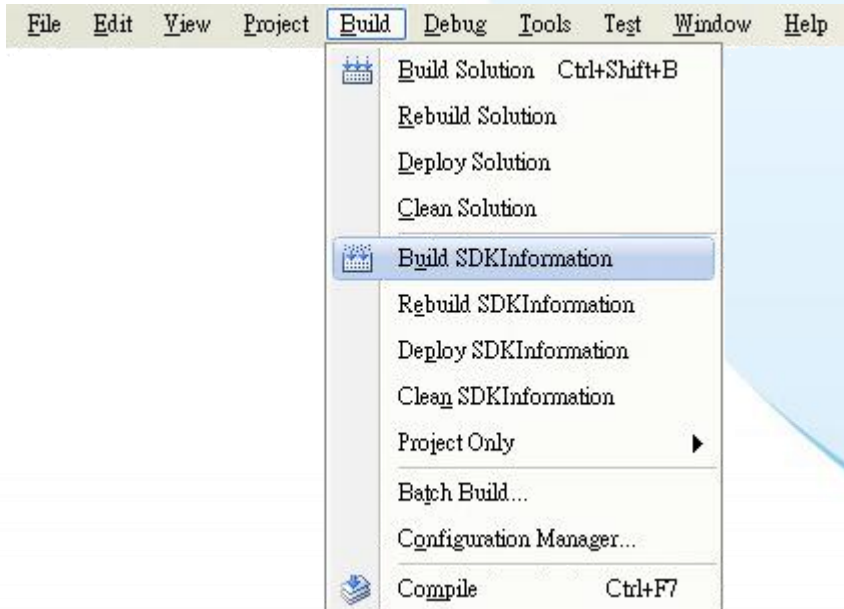 File Edit View Project Build Debug Tools Test Window Help
Build Solution Ctrl+Shift+B
Rebuild Solution
Deploy Solution
Clean Solution
Build SDKInformation
Rebuild SDKInformation
Deploy SDKInformation
Clean SDKInformation
Project Only
Batch Build...
Configuration Manager...
Compile Ctrl+F7